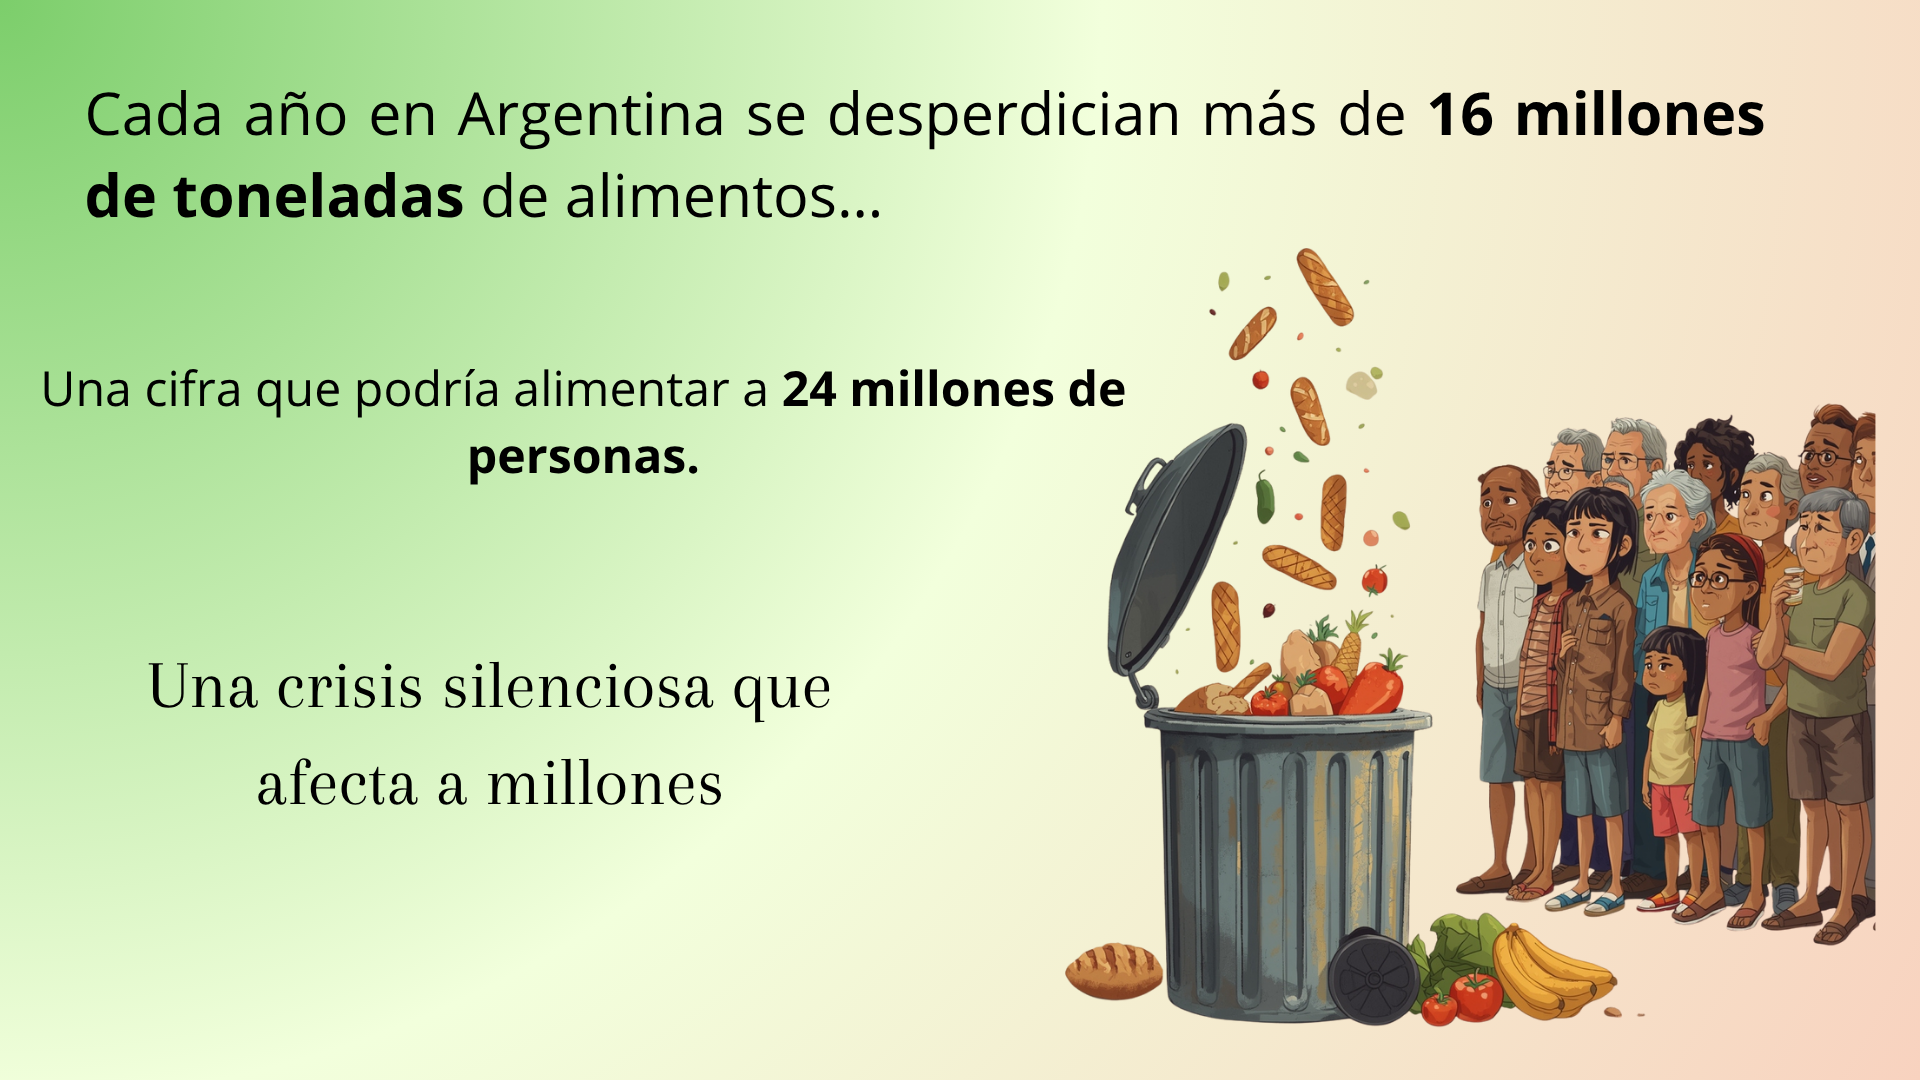 Cada año en Argentina se desperdician más de 16 millones
de toneladas de alimentos...
Una cifra que podría alimentar a 24 millones de
personas.
Una crisis silenciosa que
afecta a millones